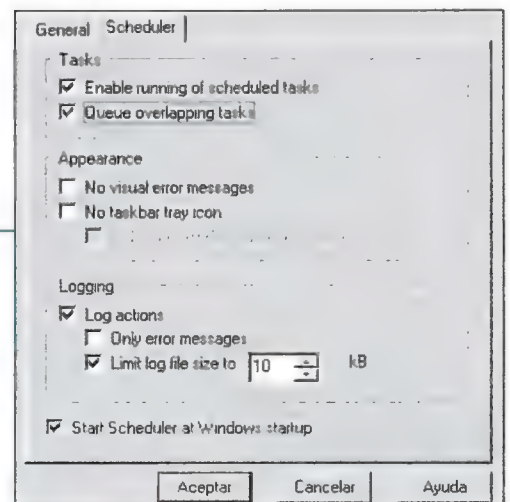 General Scheduler
Tasks
Enable running of scheduled tasks
Queue overlapping tasks
Appearance
No visual error messages
No taskbar tray icon
Logging
Log actions
Only error messages
Limit log file size to 10 kB
Start Scheduler at Windows startup
Aceptar Cancelar Ayuda